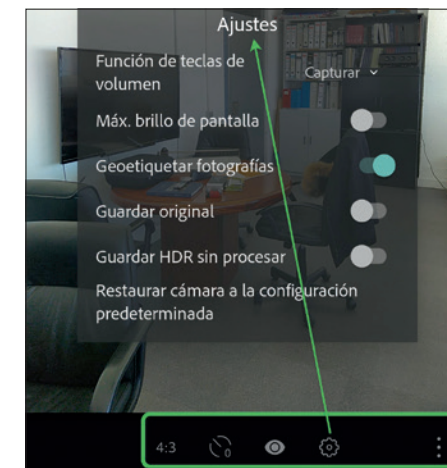 Ajustes
Función de teclas de
volumen
Capturar
Máx. brillo de pantalla
Geoetiquetar fotografías
Guardar original
Guardar HDR sin procesar
Restaurar cámara a la configuración
predeterminada
4:3
0